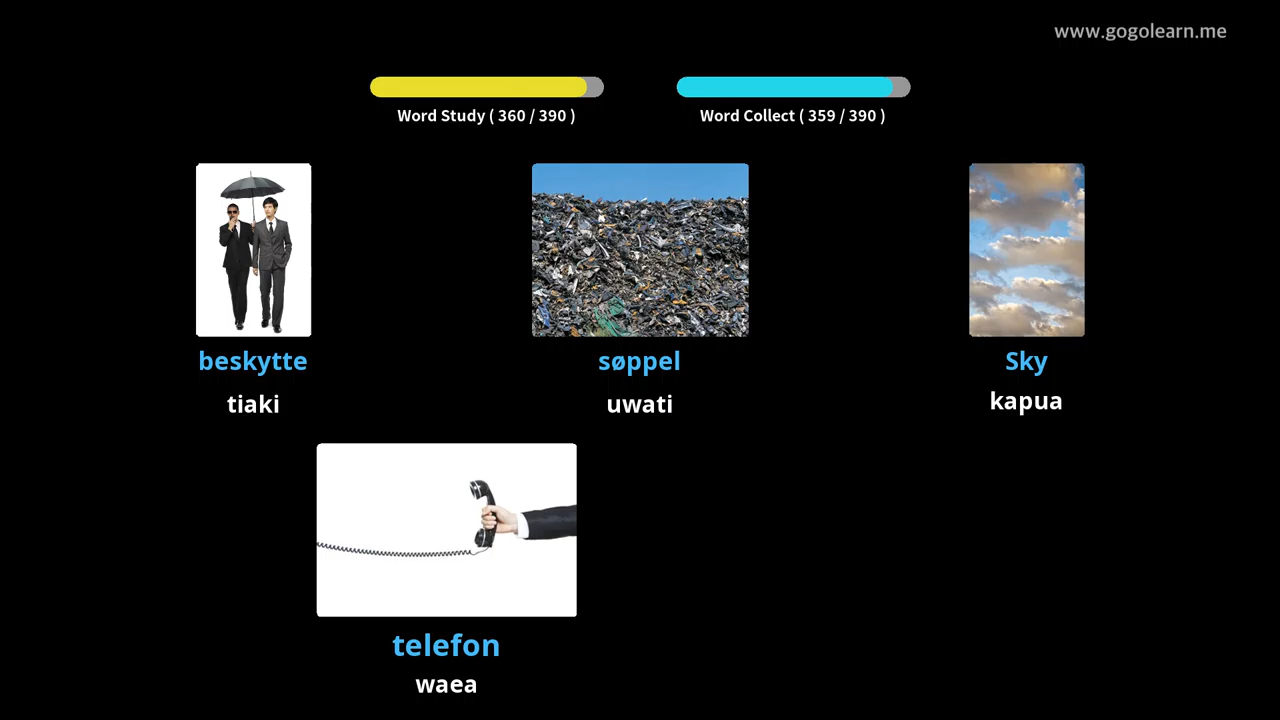 www.gogolearn.me
Word Study ( 360 / 390 )
Word Collect ( 359 / 390 )
beskytte
søppel
Sky
tiaki
uwati
kapua
telefon
waea